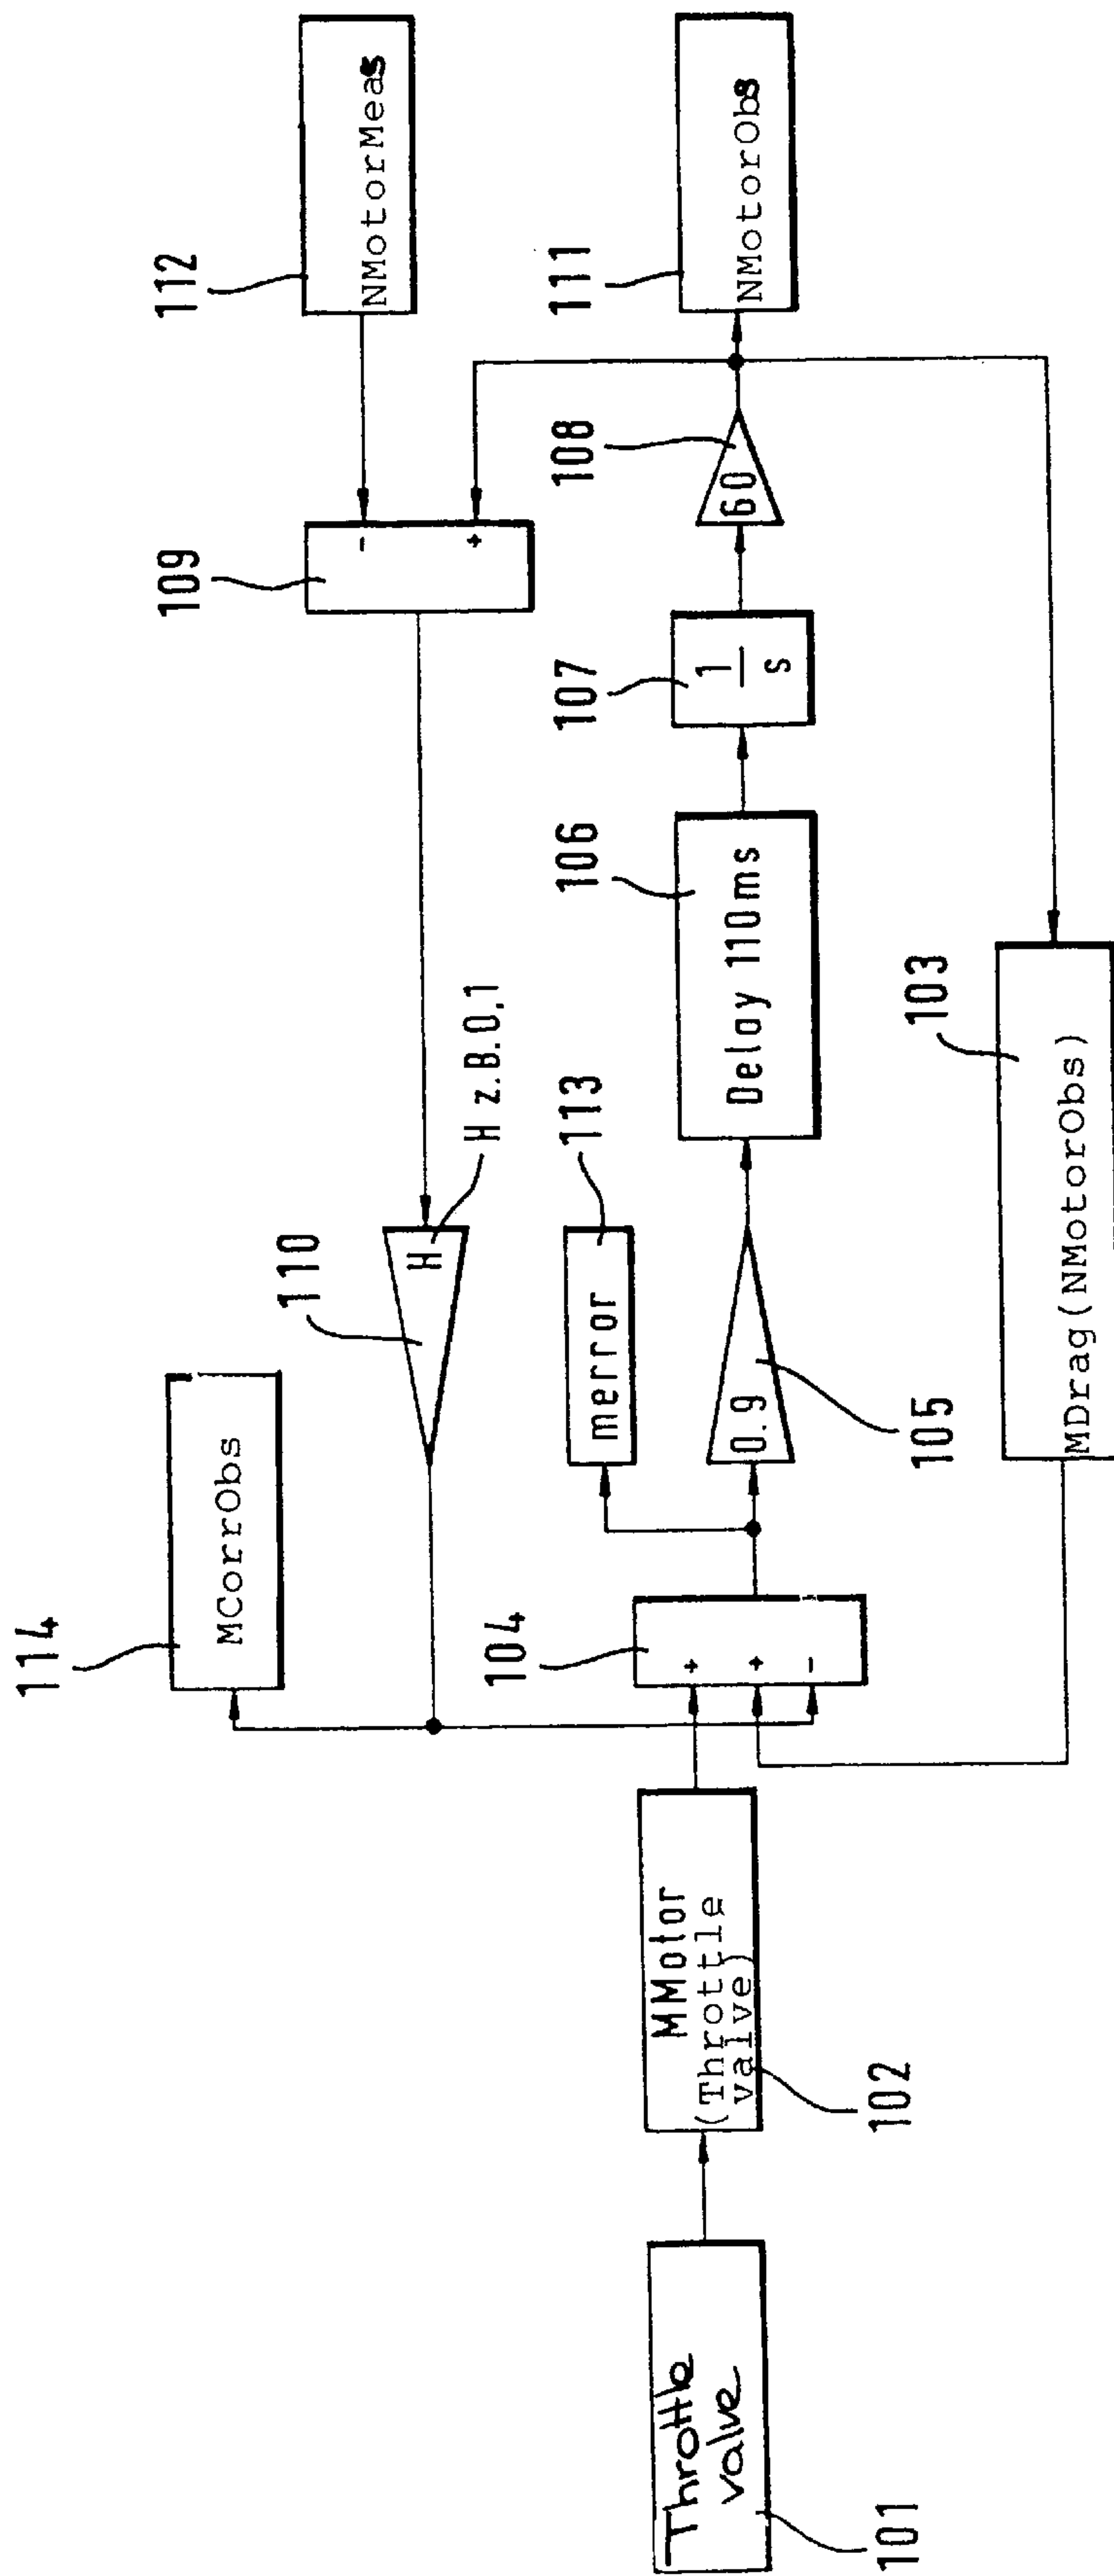 114
MCorrObs
110
H
H z.B.0,1
109
-
+
112
NMotorMeas
104
+
+
-
merror
113
0.9
105
Delay 110ms
106
1
s
107
60
108
NMotorObs
111
Throttle
valve
101
MMotor
(Throttle
valve)
102
MDrag(NMotorObs)
103